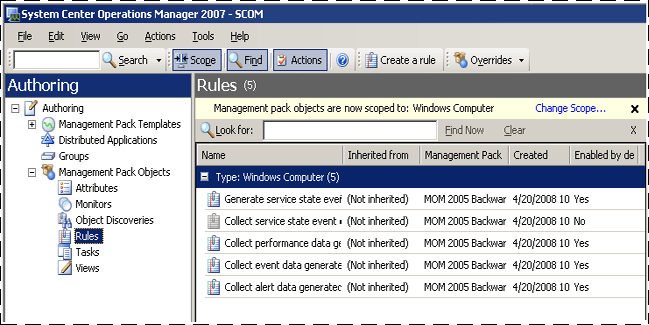 System Center Operations Manager 2007 - SCOM
File Edit View Go Actions Tools Help
Search Scope Find Actions Create a rule Overrides
Authoring
Authoring
Management Pack Templates
Distributed Applications
Groups
Management Pack Objects
Attributes
Monitors
Object Discoveries
Rules
Tasks
Views
Rules (5)
Management pack objects are now scoped to: Windows Computer Change Scope... x
Look for: Find Now Clear X
Name Inherited from Management Pack Created Enabled by de
Type: Windows Computer (5)
Generate service state ever (Not inherited) MOM 2005 Backwar 4/20/2008 10 Yes
Collect service state event (Not inherited) MOM 2005 Backwar 4/20/2008 10 No
Collect performance data ge (Not inherited) MOM 2005 Backwar 4/20/2008 10 Yes
Collect event data generate (Not inherited) MOM 2005 Backwar 4/20/2008 10 Yes
Collect alert data generated (Not inherited) MOM 2005 Backwar 4/20/2008 10 Yes